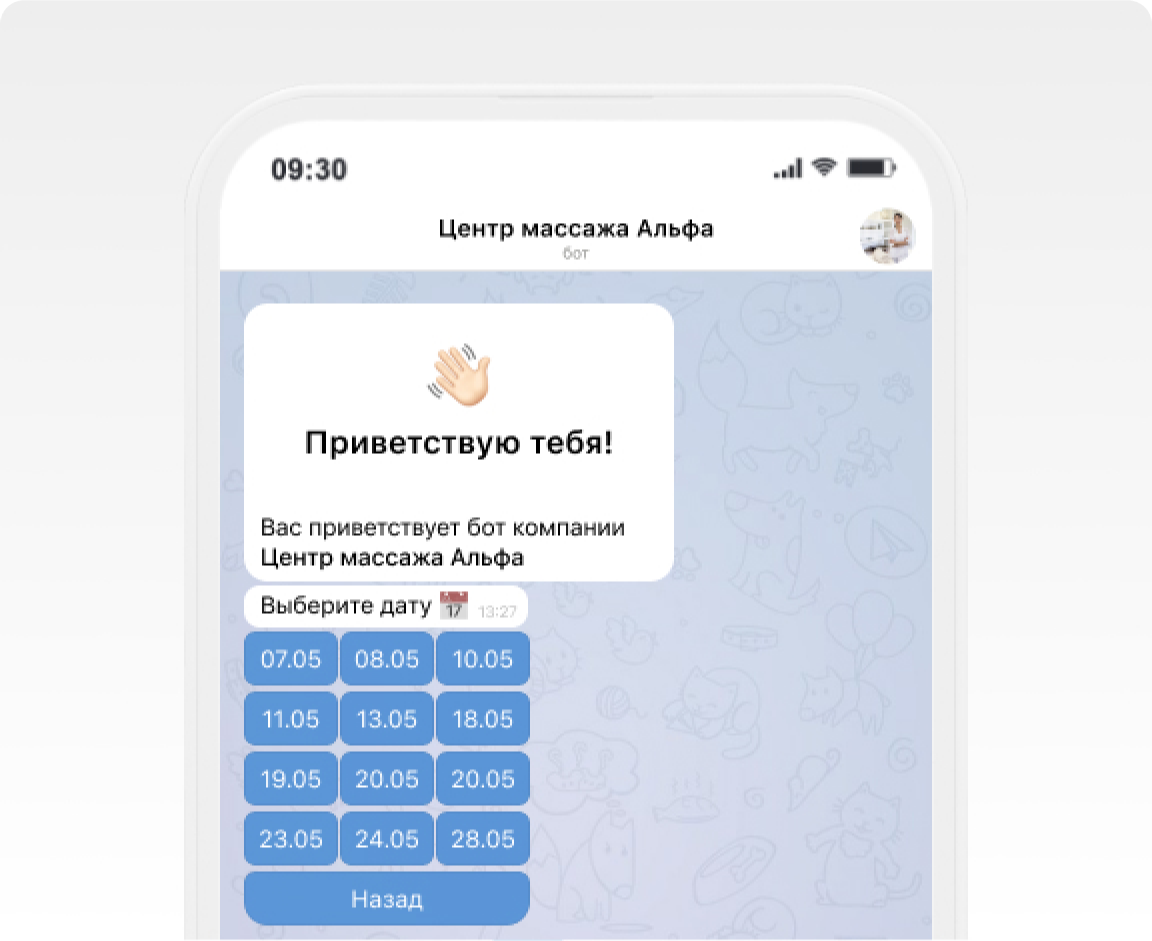 09:30
Центр массажа Альфа
бот
Приветствую тебя!
Вас приветствует бот компании
Центр массажа Альфа
Выберите дату 17 13:27
07.05 08.05 10.05
11.05 13.05 18.05
19.05 20.05 20.05
23.05 24.05 28.05
Назад